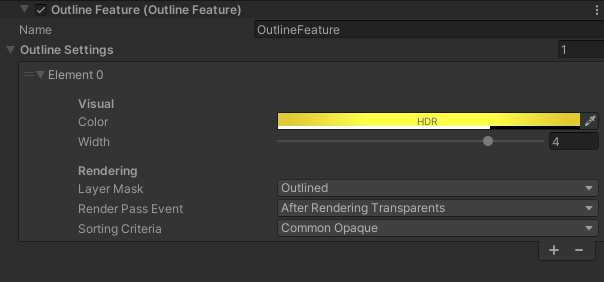 Outline Feature (Outline Feature)
Name OutlineFeature
Outline Settings 1
Element 0
Visual
Color HDR
Width 4
Rendering
Layer Mask Outlined
Render Pass Event After Rendering Transparents
Sorting Criteria Common Opaque
+ −